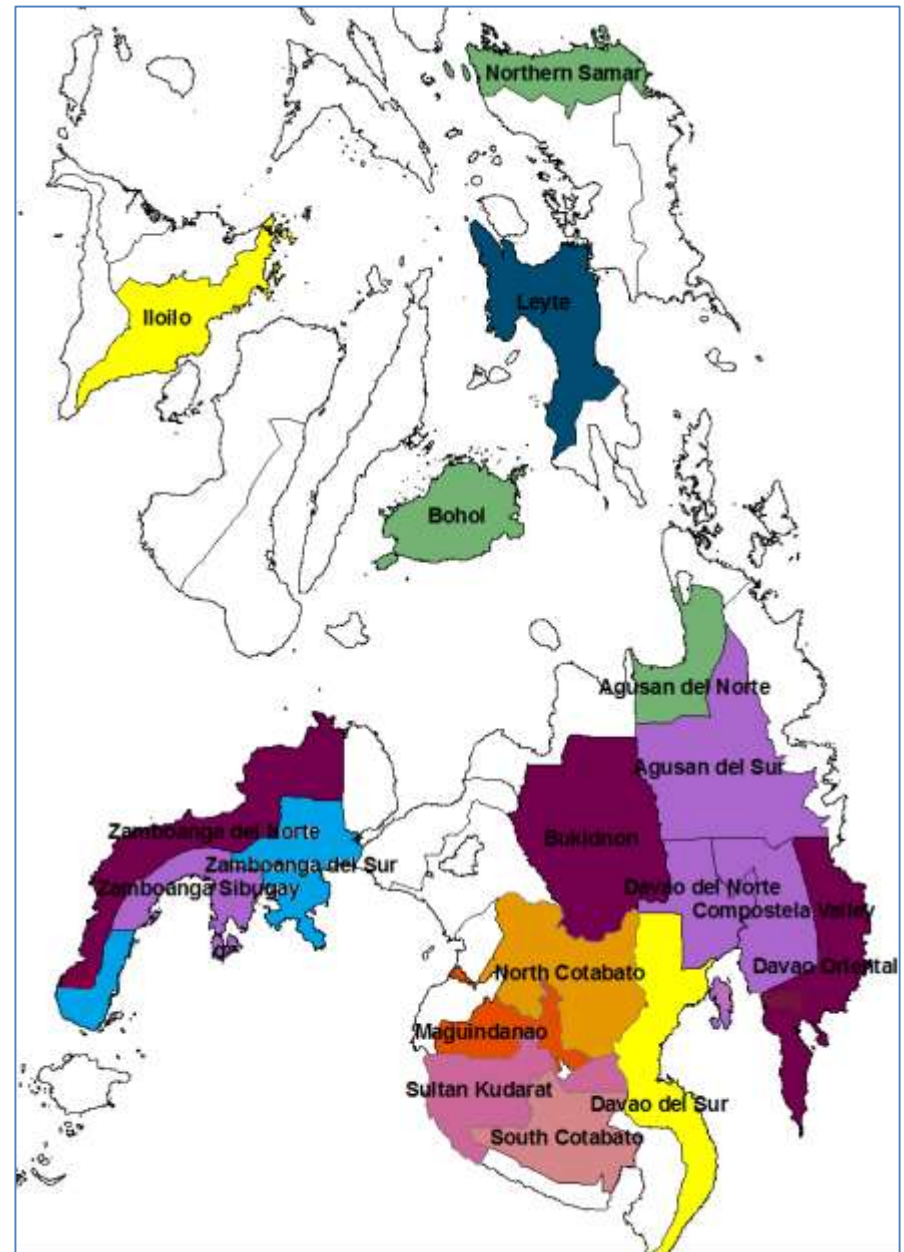 Northern Samar
Leyte
Iloilo
Bohol
Agusan del Norte
Agusan del Sur
Zamboanga del Norte
Bukidnon
Zamboanga del Sur
Zamboanga Sibugay
Davao del Norte
Compostela Valley
Davao Oriental
North Cotabato
Maguindanao
Sultan Kudarat
Davao del Sur
South Cotabato